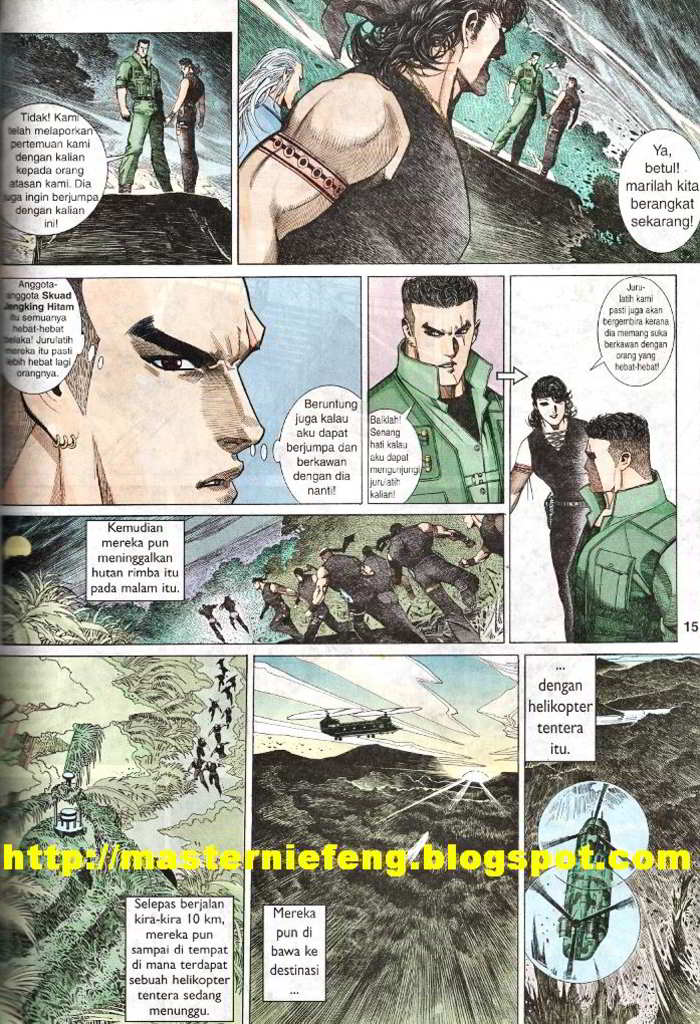 Tidak! Kami
telah melaporkan
pertemuan kami
dengan kalian
kepada orang
atasan kami. Dia
juga ingin berjumpa
dengan kalian
ini!
Ya,
betul!
marilah kita
berangkat
sekarang!
Anggota-
anggota Skuad
Jengking Hitam
itu semuanya
hebat-hebat
belaka! Jurulatih
mereka itu pasti
lebih hebat lagi
orangnya.
Beruntung
juga kalau
aku dapat
berjumpa dan
berkawan
dengan dia
nanti!
Baiklah!
Senang
hati kalau
aku dapat
mengunjungi
jurulatih
kalian!
Juru-
latih kami
pasti juga akan
bergembira kerana
dia memang suka
berkawan dengan
orang yang
hebat-hebat!
Kemudian
mereka pun
meninggalkan
hutan rimba itu
pada malam itu.
15
Selepas berjalan
kira-kira 10 km,
mereka pun
sampai di tempat
di mana terdapat
sebuah helikopter
tentera sedang
menunggu.
Mereka
pun di
bawa ke
destinasi
...
...
dengan
helikopter
tentera
itu.
http://masterniefeng.blogspot.com